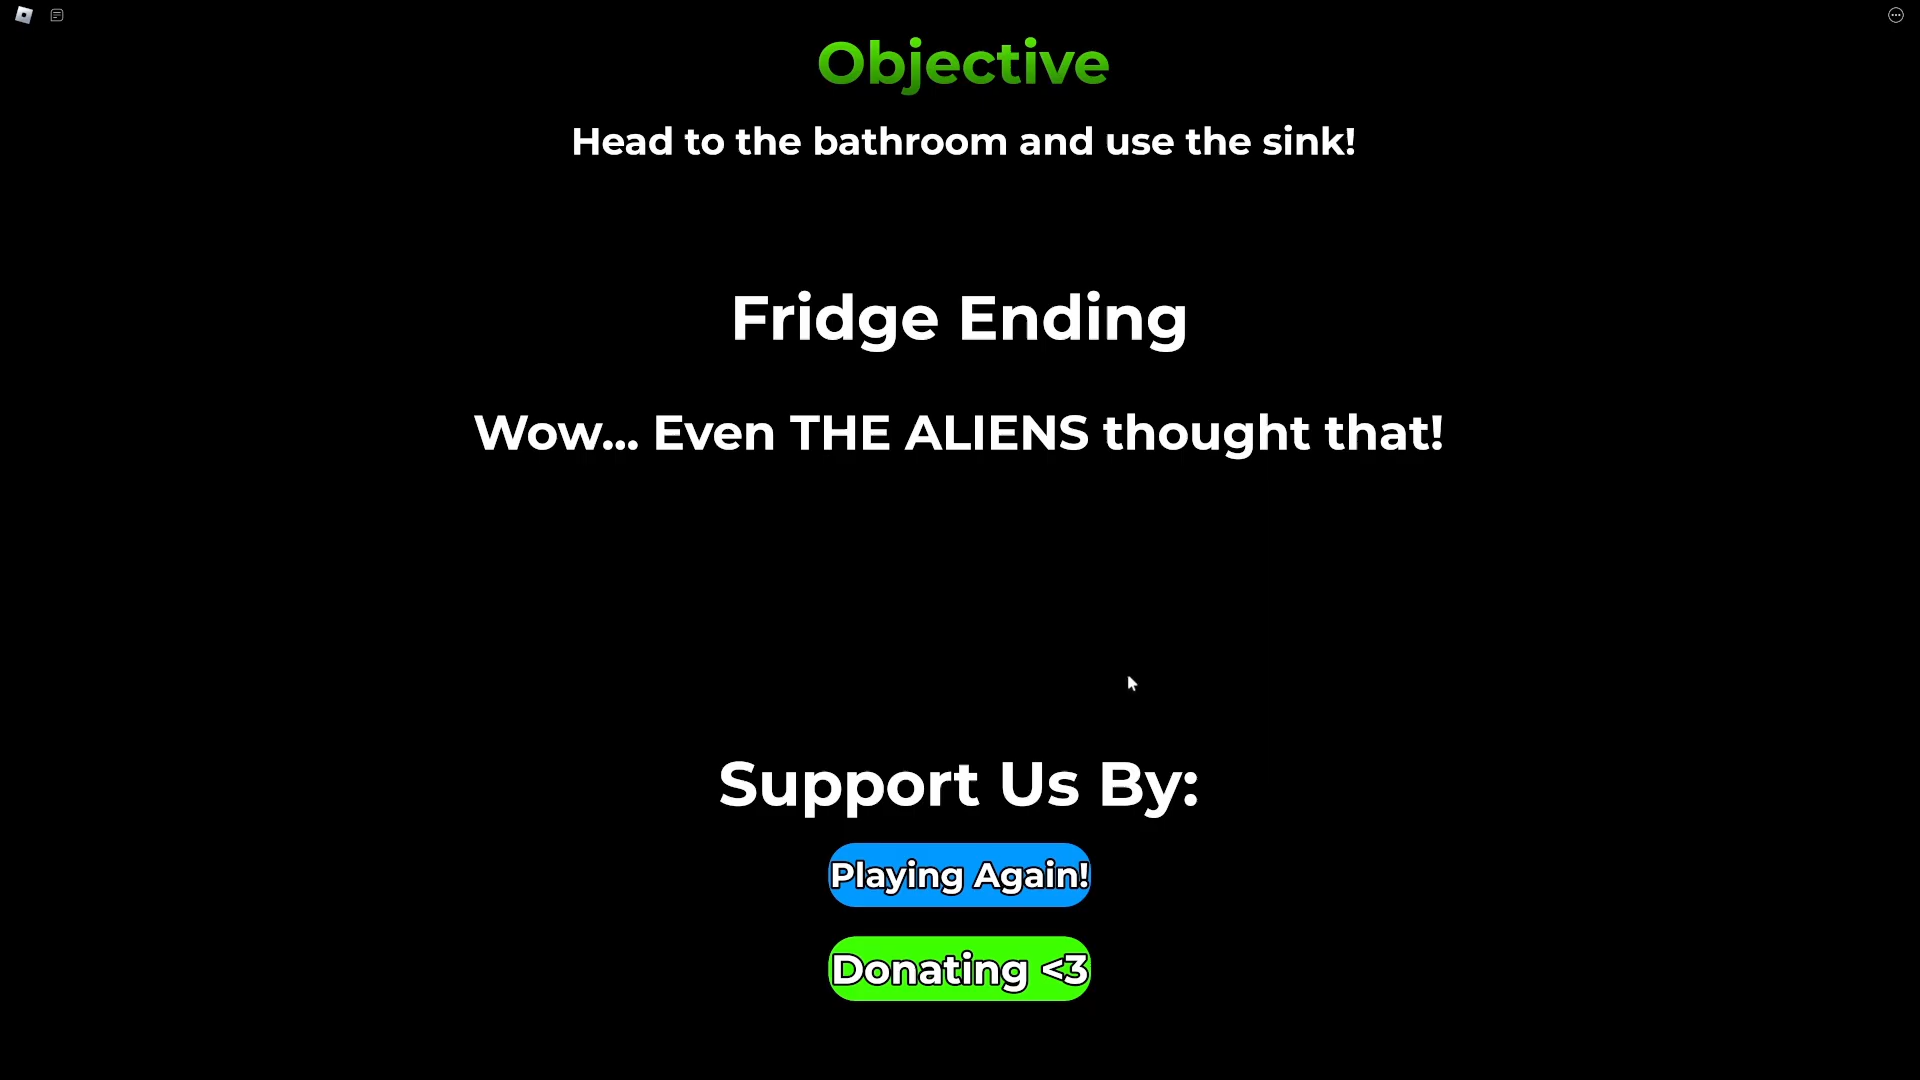 Objective
Head to the bathroom and use the sink!
Fridge Ending
Wow... Even THE ALIENS thought that!
Support Us By:
Playing Again!
Donating <3